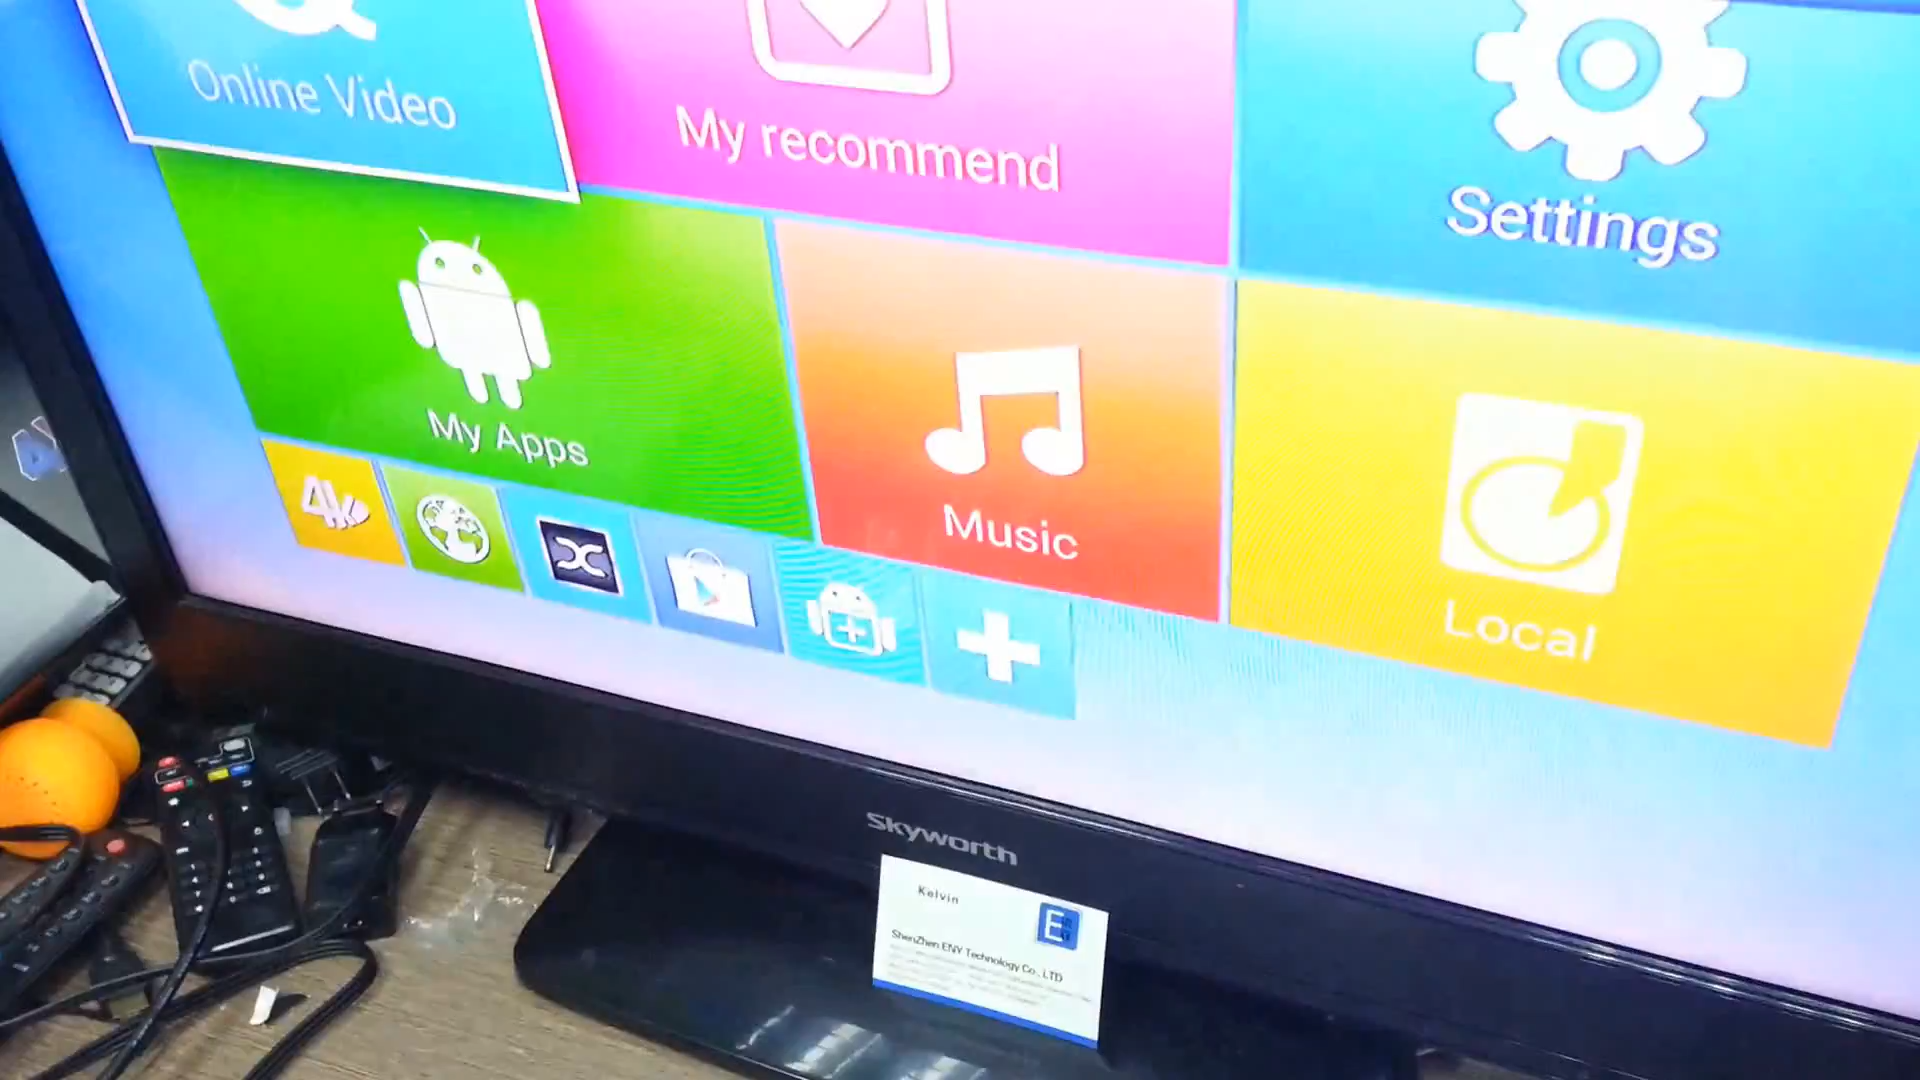 Online Video
My recommend
Settings
My Apps
Music
Local
4k
Skyworth
Kelvin
E
ShenZhen ENY Technology Co., LTD